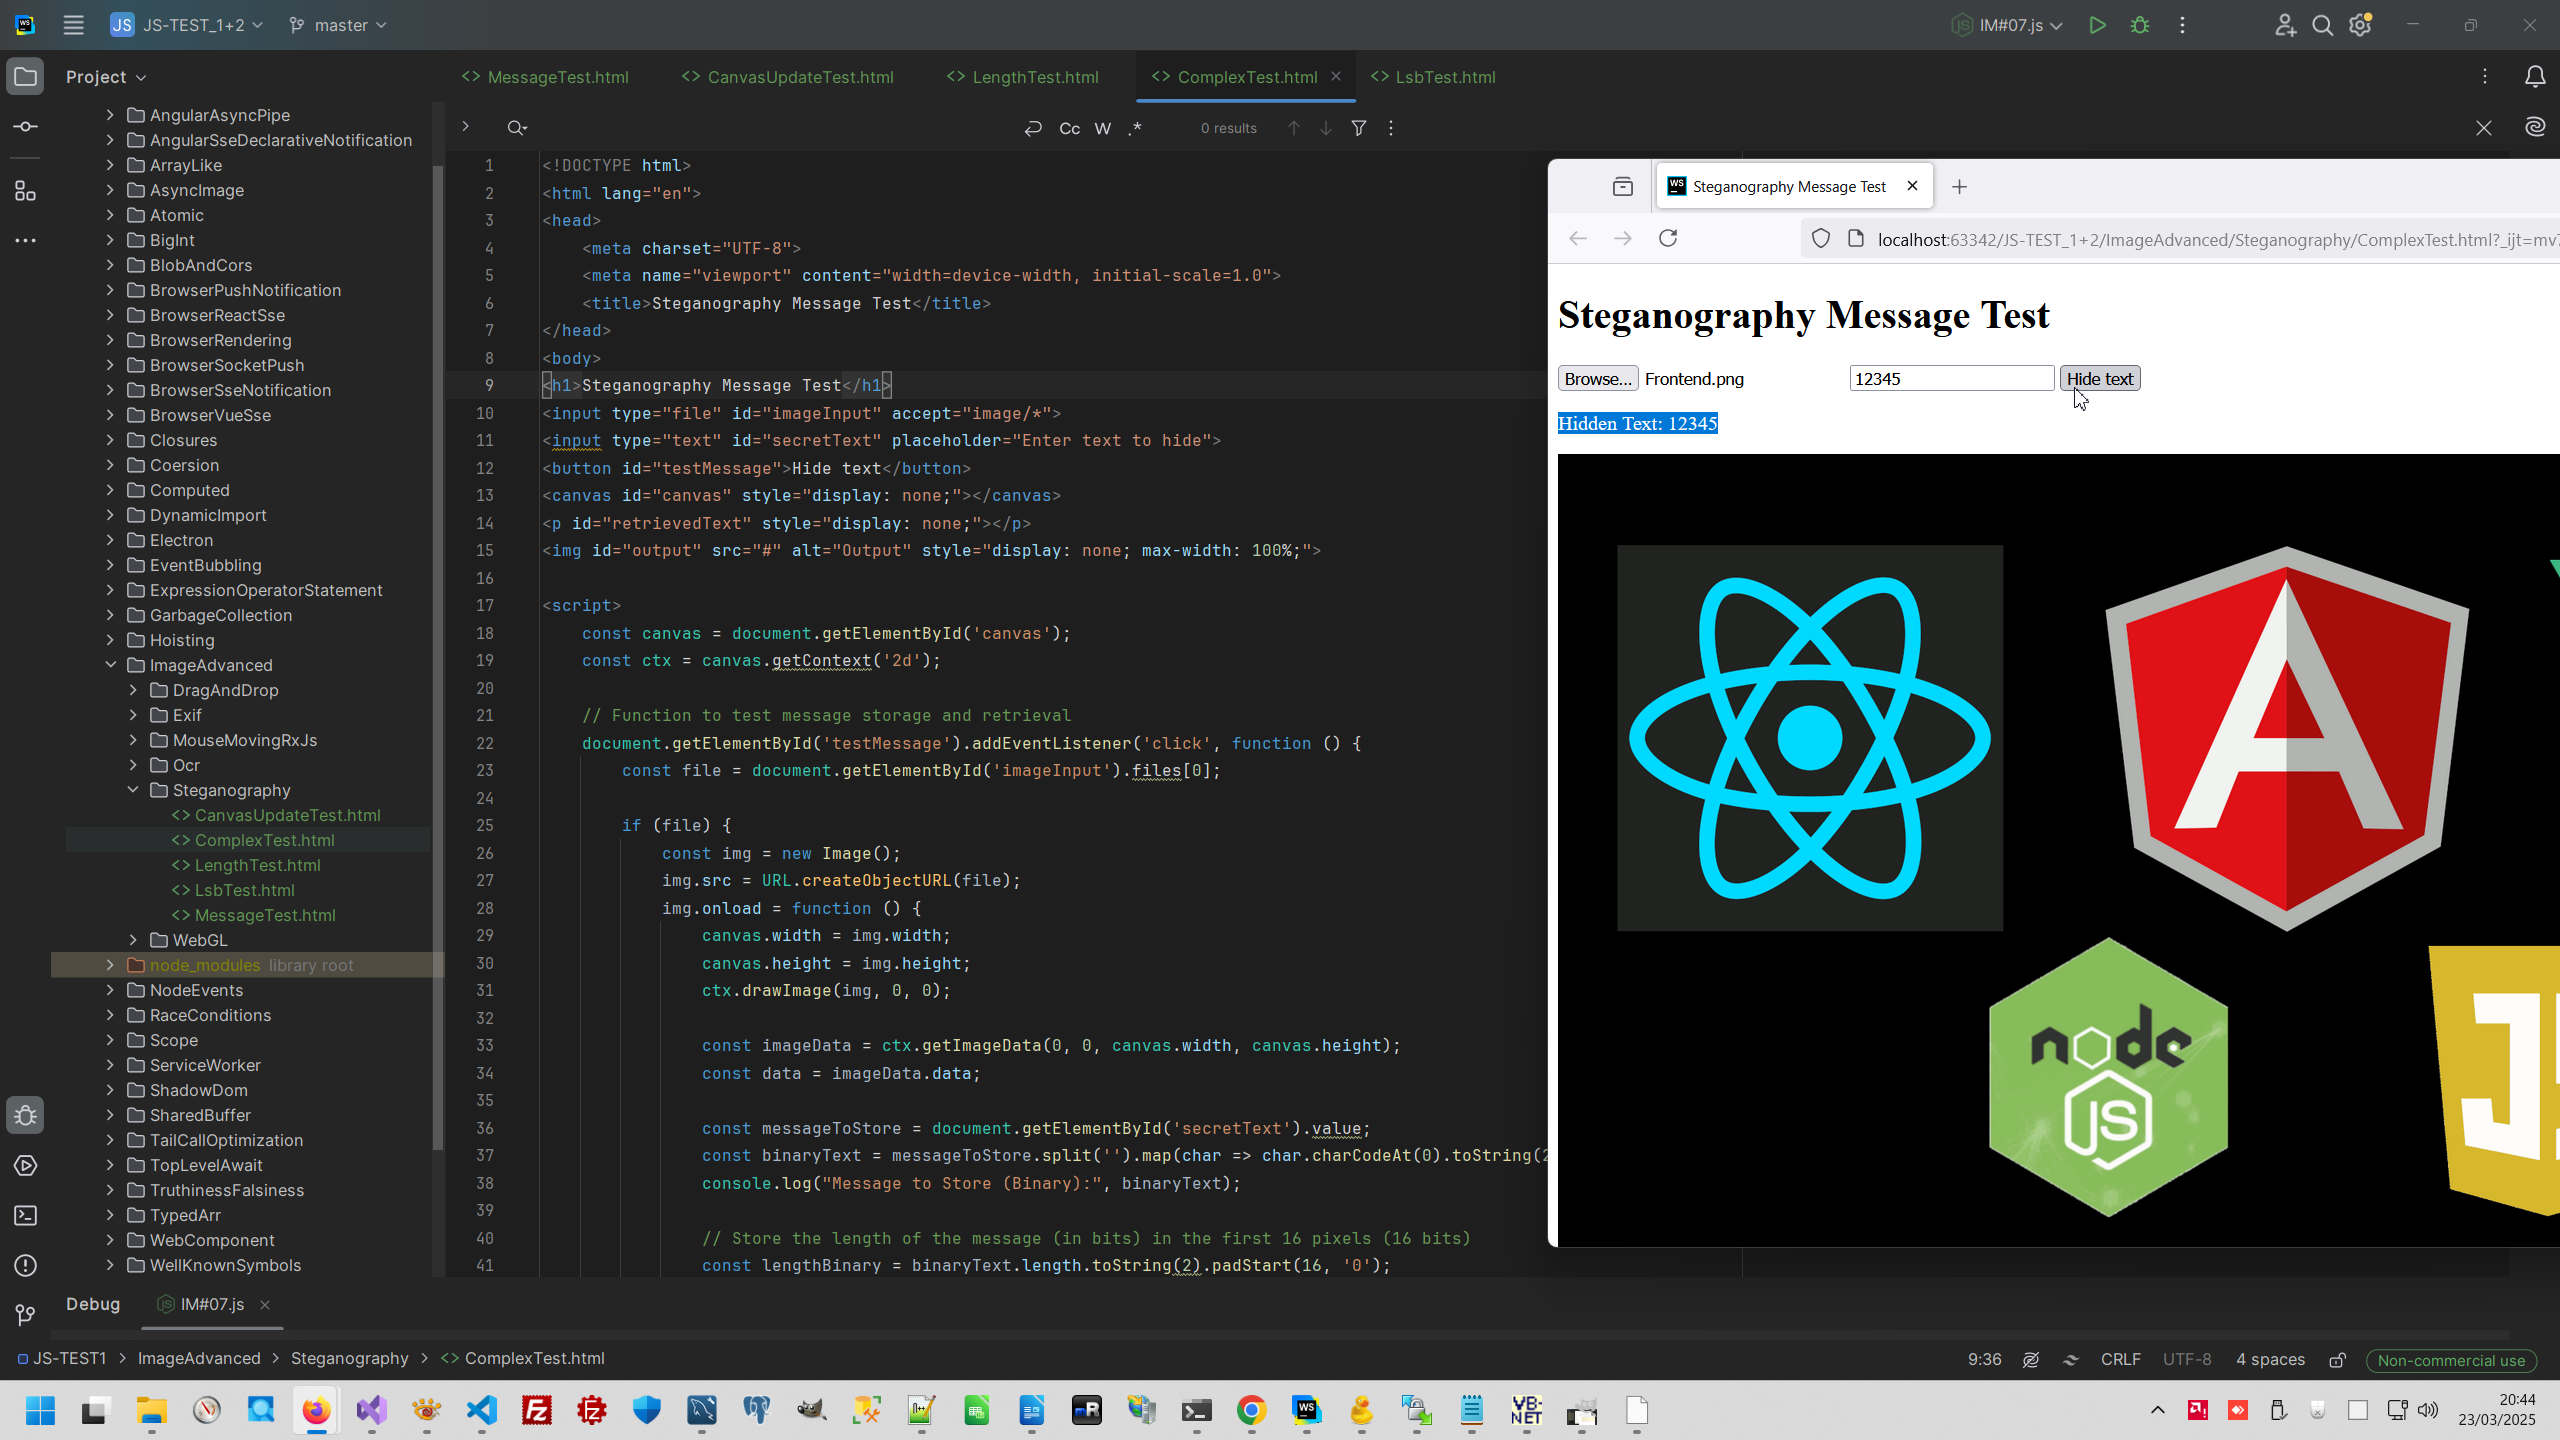 JS JS-TEST_1+2 master IM#07.js
Project
MessageTest.html CanvasUpdateTest.html LengthTest.html ComplexTest.html LsbTest.html
Cc W .* 0 results
AngularAsyncPipe
AngularSseDeclarativeNotification
ArrayLike
AsyncImage
Atomic
BigInt
BlobAndCors
BrowserPushNotification
BrowserReactSse
BrowserRendering
BrowserSocketPush
BrowserSseNotification
BrowserVueSse
Closures
Coersion
Computed
DynamicImport
Electron
EventBubbling
ExpressionOperatorStatement
GarbageCollection
Hoisting
ImageAdvanced
DragAndDrop
Exif
MouseMovingRxJs
Ocr
Steganography
CanvasUpdateTest.html
ComplexTest.html
LengthTest.html
LsbTest.html
MessageTest.html
WebGL
node_modules library root
NodeEvents
RaceConditions
Scope
ServiceWorker
ShadowDom
SharedBuffer
TailCallOptimization
TopLevelAwait
TruthinessFalsiness
TypedArr
WebComponent
WellKnownSymbols
1 <!DOCTYPE html>
2 <html lang="en">
3 <head>
4 <meta charset="UTF-8">
5 <meta name="viewport" content="width=device-width, initial-scale=1.0">
6 <title>Steganography Message Test</title>
7 </head>
8 <body>
9 <h1>Steganography Message Test</h1>
10 <input type="file" id="imageInput" accept="image/*">
11 <input type="text" id="secretText" placeholder="Enter text to hide">
12 <button id="testMessage">Hide text</button>
13 <canvas id="canvas" style="display: none;"></canvas>
14 <p id="retrievedText" style="display: none;"></p>
15 <img id="output" src="#" alt="Output" style="display: none; max-width: 100%;">
16
17 <script>
18 const canvas = document.getElementById('canvas');
19 const ctx = canvas.getContext('2d');
20
21 // Function to test message storage and retrieval
22 document.getElementById('testMessage').addEventListener('click', function () {
23 const file = document.getElementById('imageInput').files[0];
24
25 if (file) {
26 const img = new Image();
27 img.src = URL.createObjectURL(file);
28 img.onload = function () {
29 canvas.width = img.width;
30 canvas.height = img.height;
31 ctx.drawImage(img, 0, 0);
32
33 const imageData = ctx.getImageData(0, 0, canvas.width, canvas.height);
34 const data = imageData.data;
35
36 const messageToStore = document.getElementById('secretText').value;
37 const binaryText = messageToStore.split('').map(char => char.charCodeAt(0).toString(2
38 console.log("Message to Store (Binary):", binaryText);
39
40 // Store the length of the message (in bits) in the first 16 pixels (16 bits)
41 const lengthBinary = binaryText.length.toString(2).padStart(16, '0');
Steganography Message Test
localhost:63342/JS-TEST_1+2/ImageAdvanced/Steganography/ComplexTest.html?_ijt=mv
Steganography Message Test
Browse... Frontend.png 12345 Hide text
Hidden Text: 12345
A
node
JS
JS
Debug IM#07.js
JS-TEST1 > ImageAdvanced > Steganography > ComplexTest.html
9:36 CRLF UTF-8 4 spaces Non-commercial use
20:44
23/03/2025